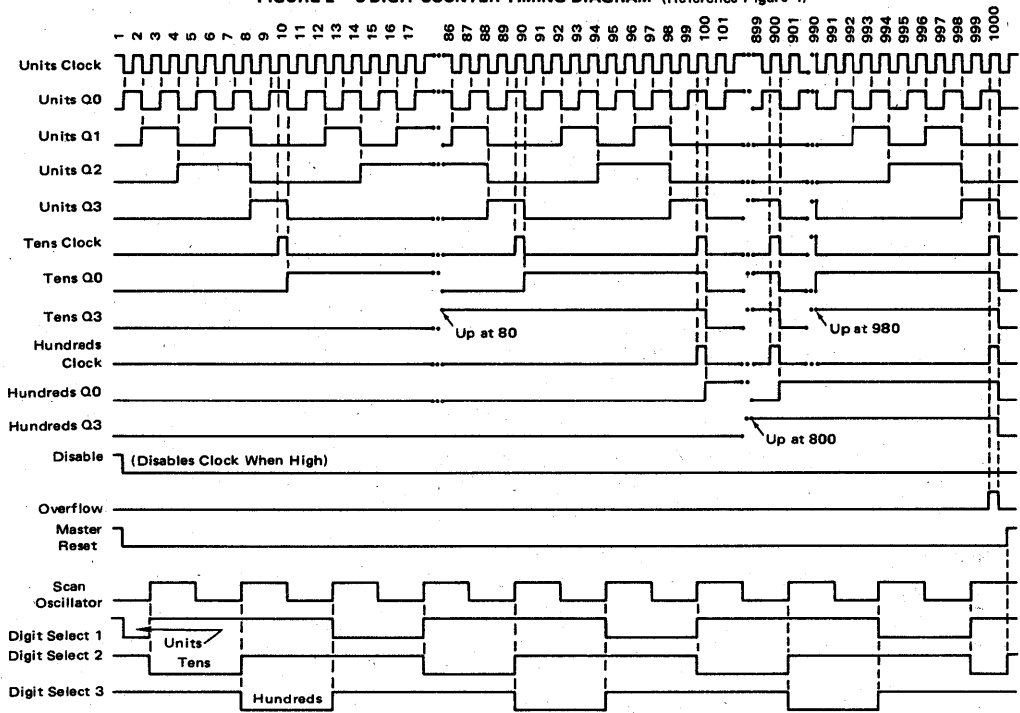 FIGURE 2 – 3 DIGIT COUNTER TIMING DIAGRAM (Reference Figure 1)
1 2 3 4 5 6 7 8 9 10 11 12 13 14 15 16 17 86 87 88 89 90 91 92 93 94 95 96 97 98 99 100 101 899 900 901 990 991 992 993 994 995 996 997 998 999 1000
Units Clock
Units Q0
Units Q1
Units Q2
Units Q3
Tens Clock
Tens Q0
Tens Q3
Up at 80
Up at 980
Hundreds
Clock
Hundreds Q0
Hundreds Q3
Up at 800
Disable
(Disables Clock When High)
Overflow
Master
Reset
Scan
Oscillator
Digit Select 1
Units
Digit Select 2
Tens
Digit Select 3
Hundreds